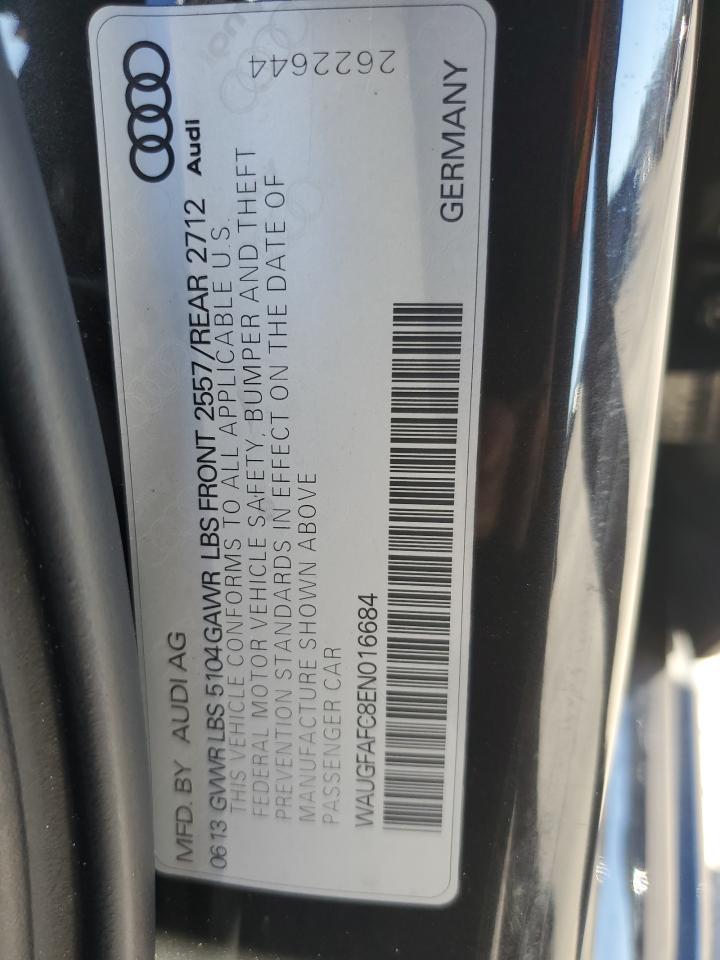 MFD. BY AUDI AG
06 13 GVWR LBS 5104 GAWR LBS FRONT 2557/REAR 2712
Audi
THIS VEHICLE CONFORMS TO ALL APPLICABLE U.S.
FEDERAL MOTOR VEHICLE SAFETY, BUMPER AND THEFT
PREVENTION STANDARDS IN EFFECT ON THE DATE OF
MANUFACTURE SHOWN ABOVE
PASSENGER CAR
WAUGFAFC8EN016684
GERMANY
2622644